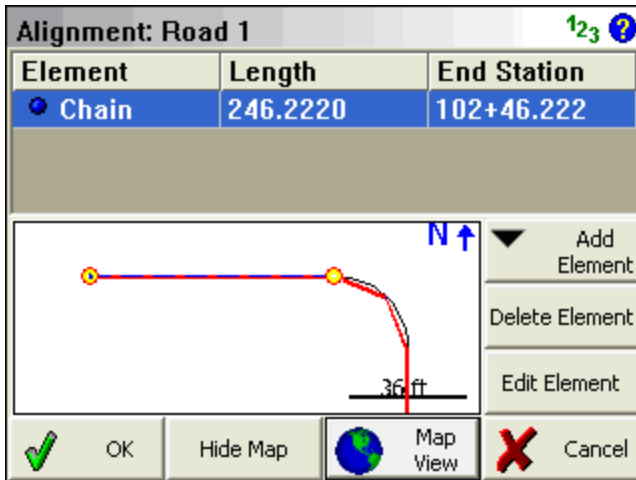 Alignment: Road 1
123 ?
Element Length End Station
Chain 246.2220 102+46.222
N
36 ft
Add
Element
Delete Element
Edit Element
OK
Hide Map
Map
View
Cancel